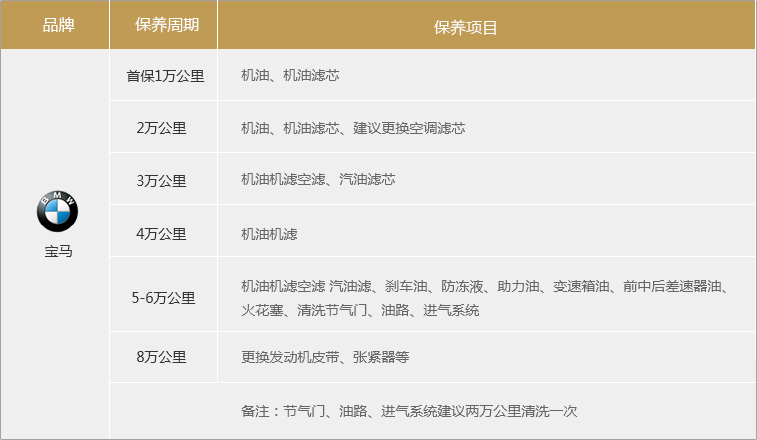 品牌 保养周期 保养项目
首保1万公里 机油、机油滤芯
2万公里 机油、机油滤芯、建议更换空调滤芯
3万公里 机油机滤空滤、汽油滤芯
BMW
宝马
4万公里 机油机滤
5-6万公里 机油机滤空滤 汽油滤、刹车油、防冻液、助力油、变速箱油、前中后差速器油、
火花塞、清洗节气门、油路、进气系统
8万公里 更换发动机皮带、张紧器等
备注：节气门、油路、进气系统建议两万公里清洗一次